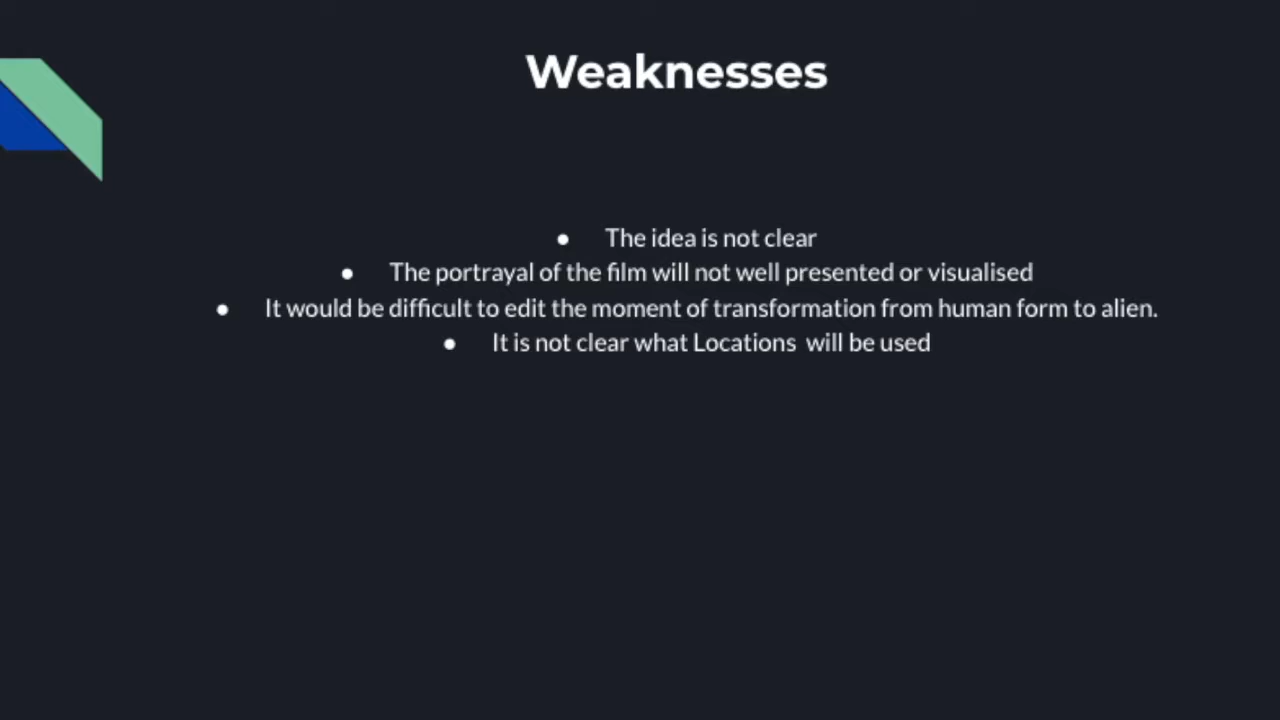 Weaknesses
● The idea is not clear
● The portrayal of the film will not well presented or visualised
● It would be difficult to edit the moment of transformation from human form to alien.
● It is not clear what Locations  will be used